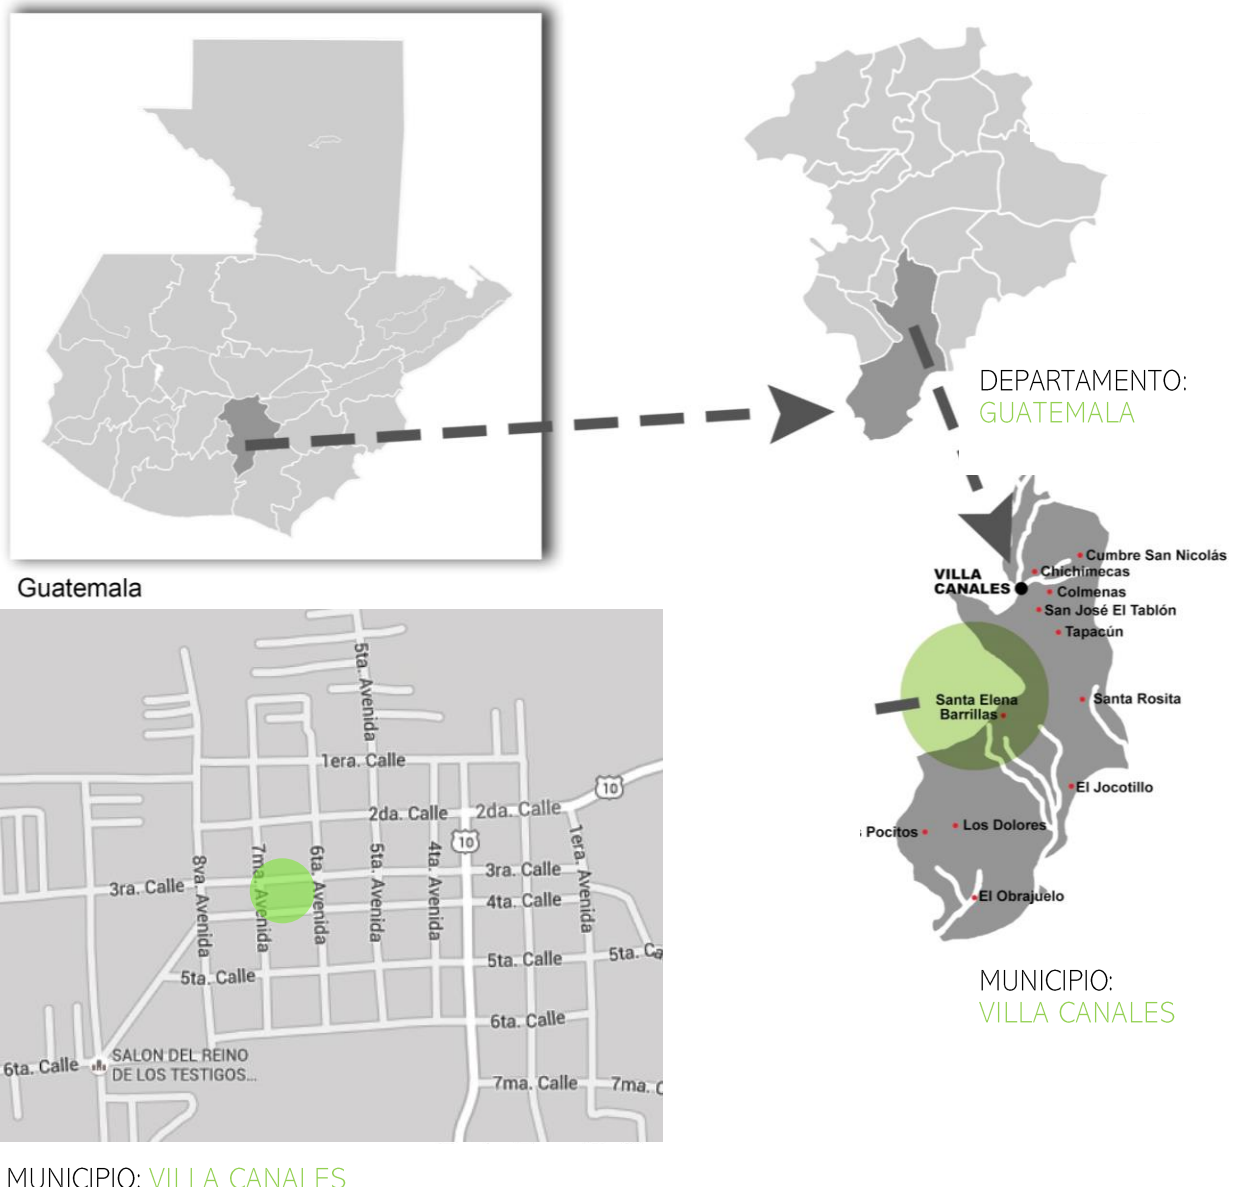 DEPARTAMENTO:
GUATEMALA
Guatemala
Cumbre San Nicolás
Chichimecas
VILLA
CANALES
Colmenas
San José El Tablón
Tapacún
Santa Elena
Barrillas
Santa Rosita
El Jocotillo
Los Dolores
Pocitos
El Obrajuelo
MUNICIPIO:
VILLA CANALES
5ta. Avenida
1era. Calle
10
2da. Calle
2da. Calle
10
8va. Avenida
7ma. Avenida
6ta. Avenida
5ta. Avenida
4ta. Avenida
1era. Avenida
3ra. Calle
3ra. Calle
4ta. Calle
5ta. Calle
5ta. Calle
5ta. Ca
6ta. Calle
6ta. Calle
SALON DEL REINO
DE LOS TESTIGOS...
7ma. Calle
7ma. C
MUNICIPIO: VILLA CANALES